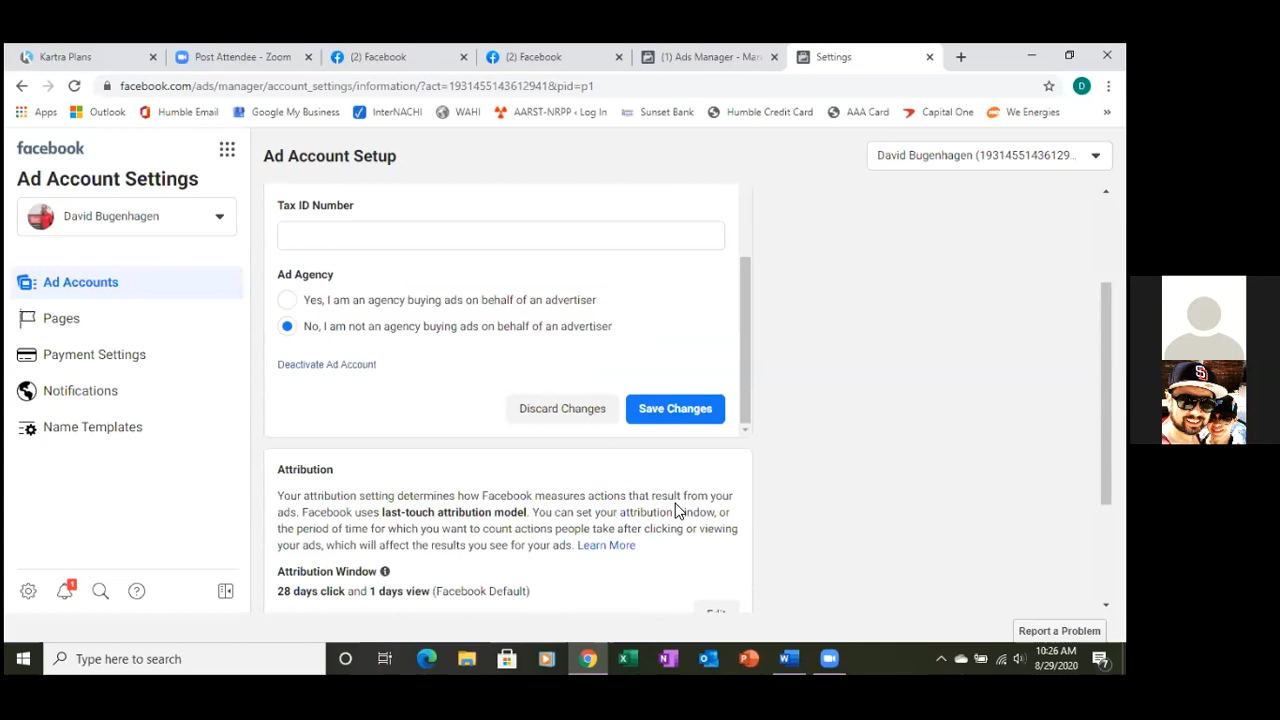 Kartra Plans
Post Attendee - Zoom
(2) Facebook
(2) Facebook
(1) Ads Manager - Man
Settings
facebook.com/ads/manager/account_settings/information/?act=1931455143612941&pid=p1
D
Apps
Outlook
Humble Email
Google My Business
InterNACHI
WAHI
AARST-NRPP ‹ Log In
Sunset Bank
Humble Credit Card
AAA Card
Capital One
We Energies
»
facebook
Ad Account Settings
David Bugenhagen
Ad Accounts
Pages
Payment Settings
Notifications
Name Templates
1
Ad Account Setup
David Bugenhagen (19314551436129...
Tax ID Number
Ad Agency
Yes, I am an agency buying ads on behalf of an advertiser
No, I am not an agency buying ads on behalf of an advertiser
Deactivate Ad Account
Discard Changes
Save Changes
Attribution
Your attribution setting determines how Facebook measures actions that result from your
ads. Facebook uses last-touch attribution model. You can set your attribution window, or
the period of time for which you want to count actions people take after clicking or viewing
your ads, which will affect the results you see for your ads. Learn More
Attribution Window
28 days click and 1 days view (Facebook Default)
Edit
Report a Problem
Type here to search
10:26 AM
8/29/2020
7